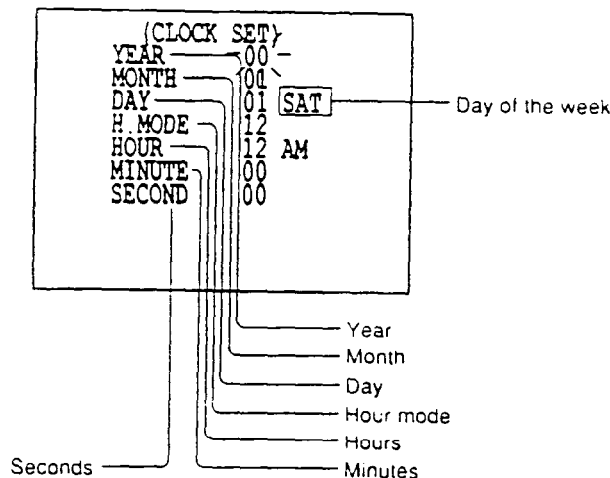 {CLOCK SET}
YEAR 00
MONTH 01
DAY 01 SAT
H.MODE 12
HOUR 12 AM
MINUTE 00
SECOND 00
Day of the week
Year
Month
Day
Hour mode
Hours
Minutes
Seconds